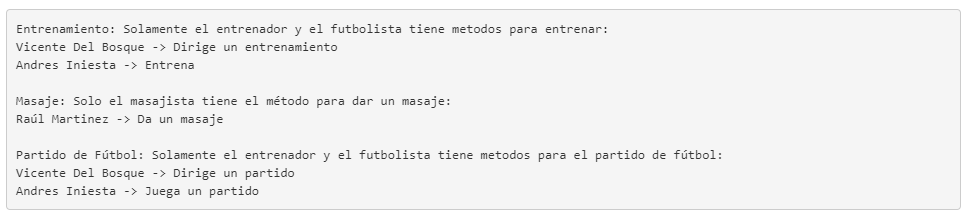 Entrenamiento: Solamente el entrenador y el futbolista tiene metodos para entrenar:
Vicente Del Bosque -> Dirige un entrenamiento
Andres Iniesta -> Entrena
Masaje: Solo el masajista tiene el método para dar un masaje:
Raúl Martinez -> Da un masaje
Partido de Fútbol: Solamente el entrenador y el futbolista tiene metodos para el partido de fútbol:
Vicente Del Bosque -> Dirige un partido
Andres Iniesta -> Juega un partido